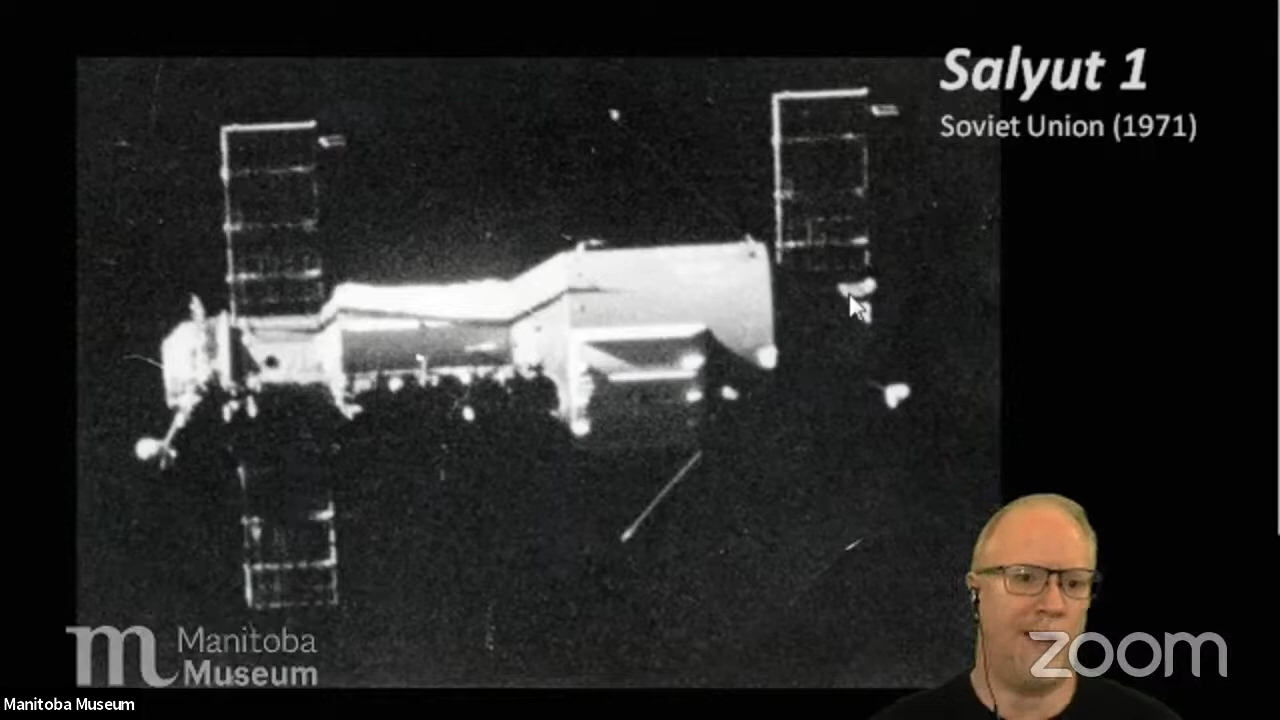 Salyut 1
Soviet Union (1971)
m Manitoba
Museum
zoom
Manitoba Museum